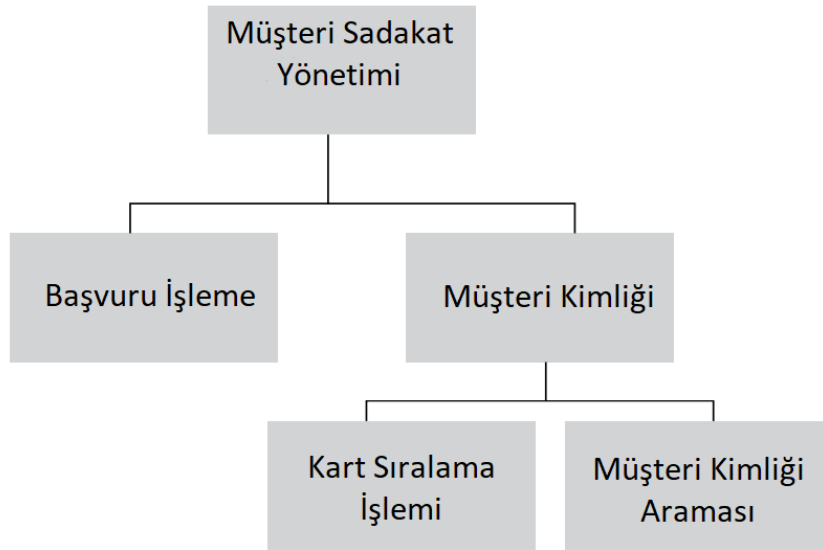 Müşteri Sadakat
Yönetimi
Başvuru İşleme
Müşteri Kimliği
Kart Sıralama
İşlemi
Müşteri Kimliği
Araması